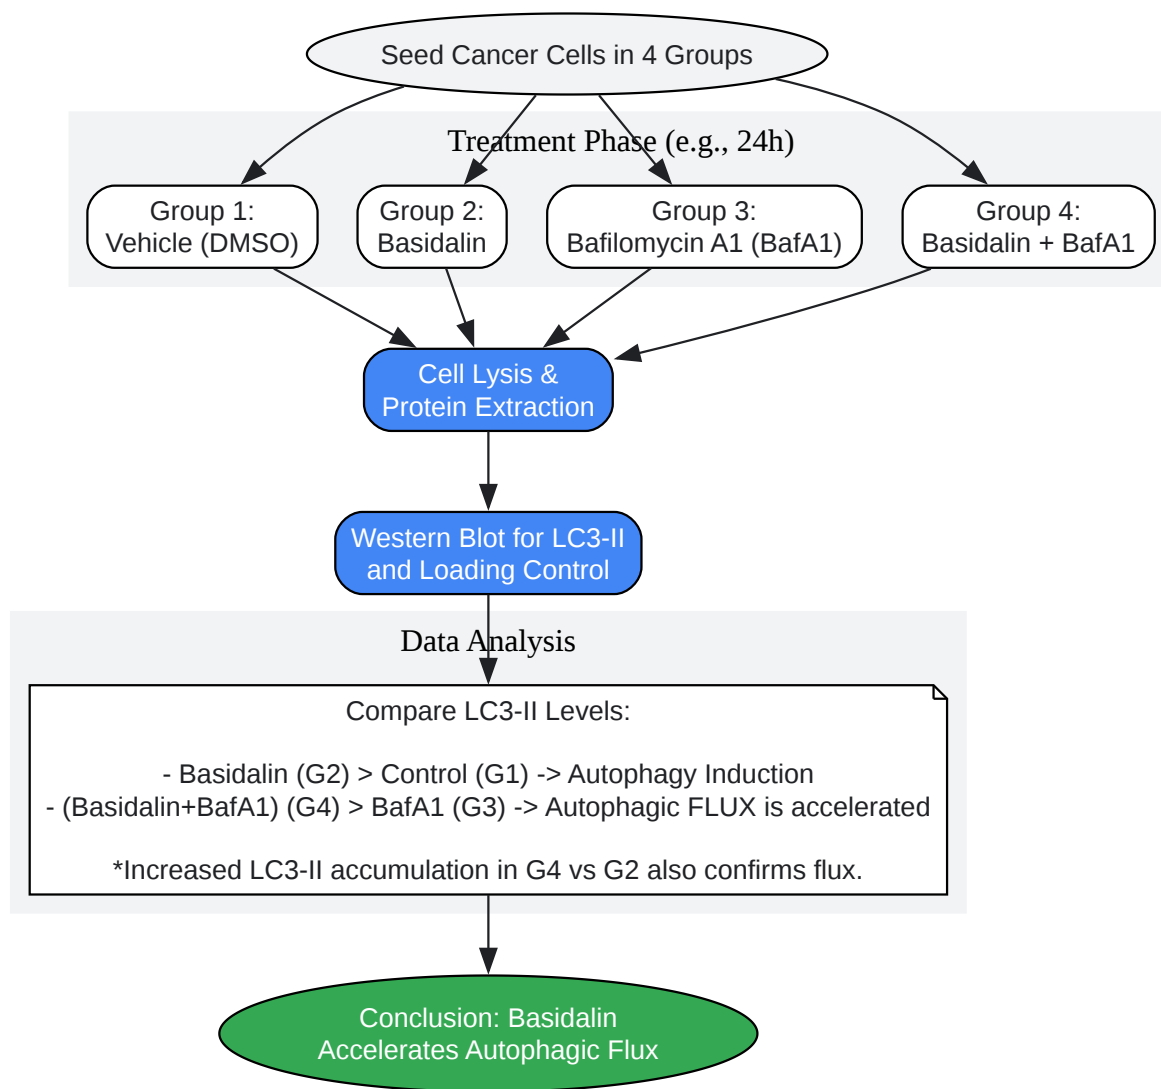 Seed Cancer Cells in 4 Groups
Treatment Phase (e.g., 24h)
Group 1:
Vehicle (DMSO)
Group 2:
Basidalin
Group 3:
Bafilomycin A1 (BafA1)
Group 4:
Basidalin + BafA1
Cell Lysis &
Protein Extraction
Western Blot for LC3-II
and Loading Control
Data Analysis
Compare LC3-II Levels:
- Basidalin (G2) > Control (G1) -> Autophagy Induction
- (Basidalin+BafA1) (G4) > BafA1 (G3) -> Autophagic FLUX is accelerated
*Increased LC3-II accumulation in G4 vs G2 also confirms flux.
Conclusion: Basidalin
Accelerates Autophagic Flux